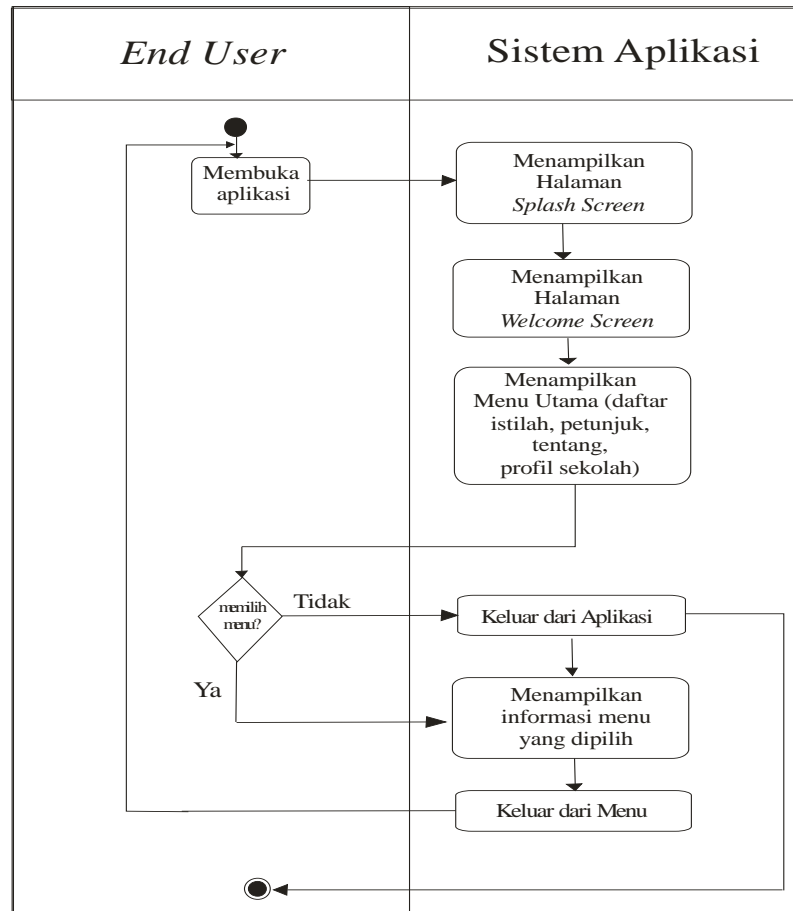 End User
Sistem Aplikasi
Membuka
aplikasi
Menampilkan
Halaman
Splash Screen
Menampilkan
Halaman
Welcome Screen
Menampilkan
Menu Utama (daftar
istilah, petunjuk,
tentang,
profil sekolah)
memilih
menu?
Tidak
Keluar dari Aplikasi
Ya
Menampilkan
informasi menu
yang dipilih
Keluar dari Menu